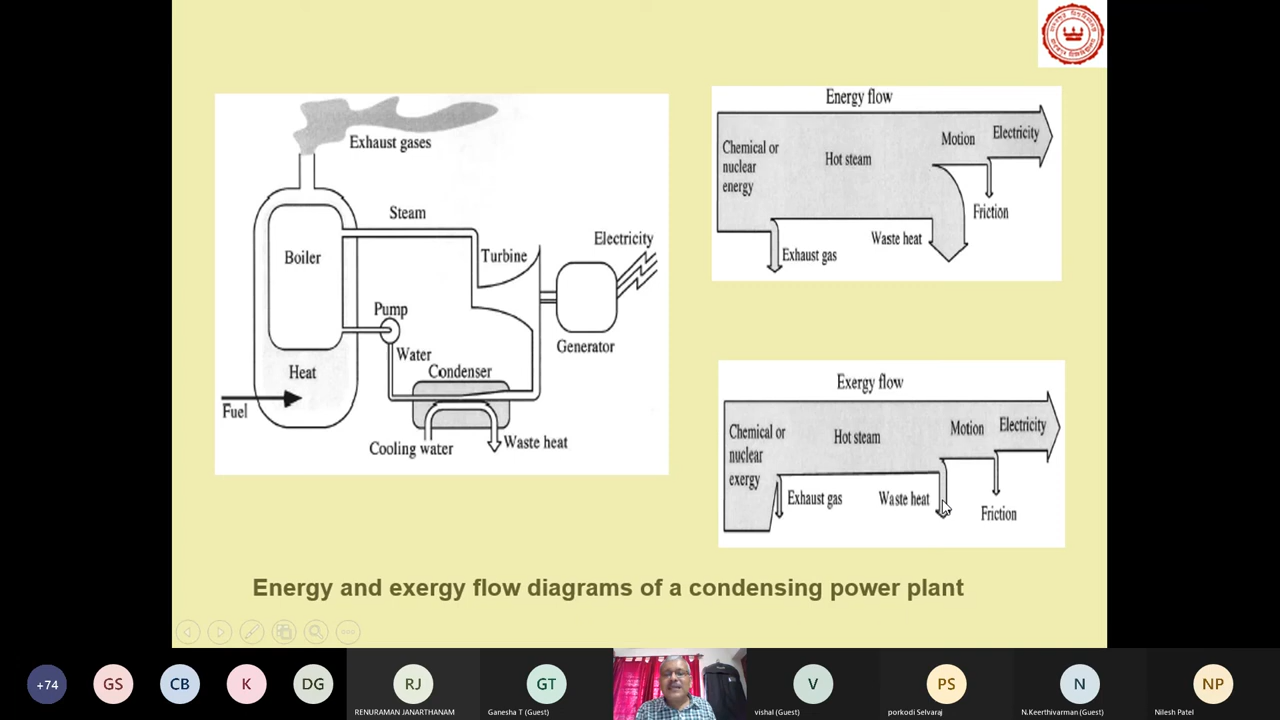 Exhaust gases
Steam
Boiler
Turbine
Electricity
Pump
Water
Generator
Condenser
Heat
Fuel
Cooling water
Waste heat
Energy flow
Chemical or
nuclear
energy
Hot steam
Motion
Electricity
Friction
Waste heat
Exhaust gas
Exergy flow
Chemical or
nuclear
exergy
Hot steam
Motion
Electricity
Exhaust gas
Waste heat
Friction
Energy and exergy flow diagrams of a condensing power plant
+74
GS
CB
K
DG
RJ
RENURAMAN JANARTHANAM
GT
Ganesha T (Guest)
V
vishal (Guest)
PS
porkodi Selvaraj
N
N.Keerthivarman (Guest)
NP
Nilesh Patel